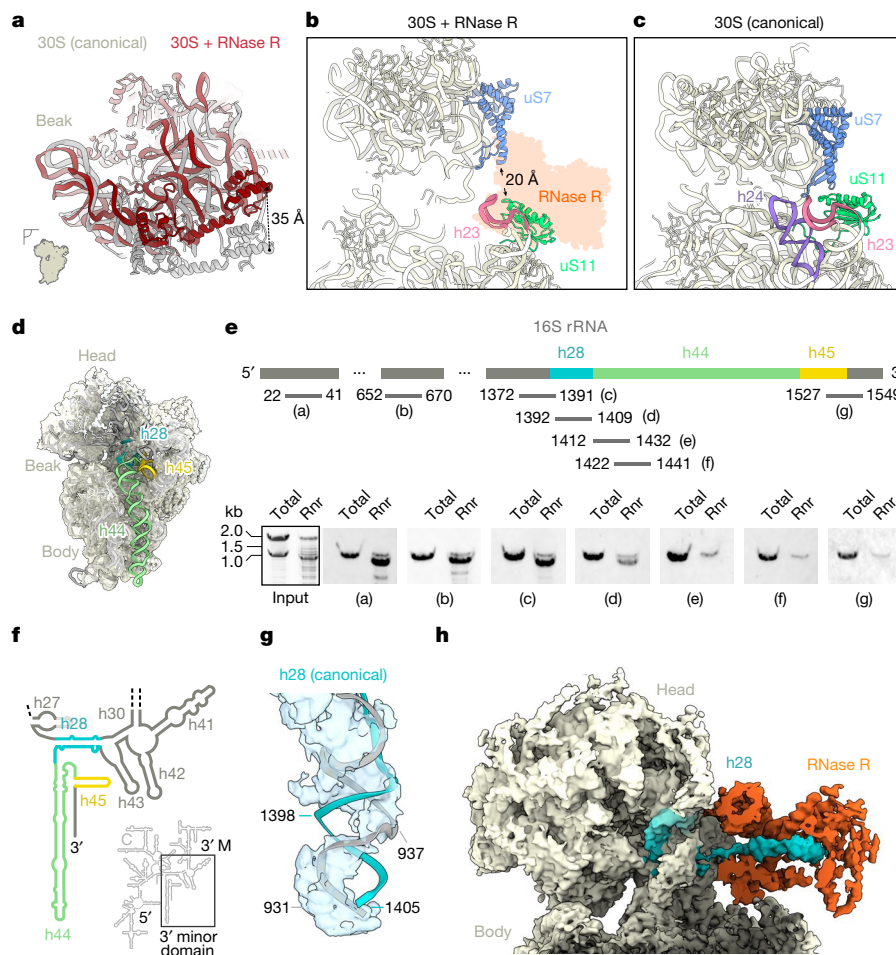 a
30S (canonical) 30S + RNase R
Beak
35 Å
b
30S + RNase R
uS7
20 Å
RNase R
h23
uS11
c
30S (canonical)
uS7
uS11
h24
h23
d
Head
h28
Beak
h45
h44
Body
e
16S rRNA
h28 h44 h45
5′ ... ... 3′
22 41 652 670 1372 1391 (c) 1527 1549
(a) (b) (g)
1392 1409 (d)
1412 1432 (e)
1422 1441 (f)
kb Total Rnr Total Rnr Total Rnr Total Rnr Total Rnr Total Rnr Total Rnr Total Rnr
2.0
1.5
1.0
Input (a) (b) (c) (d) (e) (f) (g)
f
h27
h28
h30
h41
h42
h43
h45
3′
h44
C
3′ M
5′
3′ minor
domain
g
h28 (canonical)
1398
937
931
1405
h
Head
h28
RNase R
Body